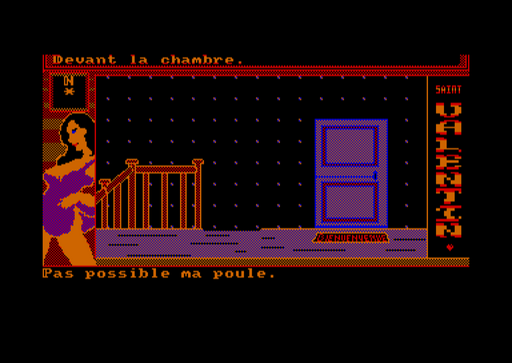 Devant la chambre.
N
SAINT
VALENTIN
Pas possible ma poule.